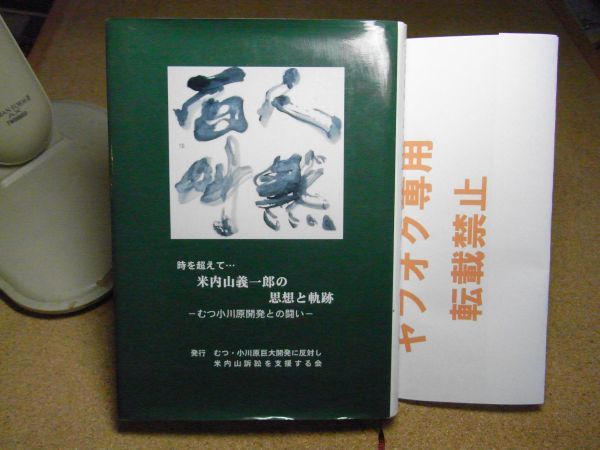 時を超えて…
米内山義一郎の
思想と軌跡
－むつ小川原開発との闘い－
発行 むつ・小川原巨大開発に反対し
米内山訴訟を支援する会
ヤフオク専用
転載禁止